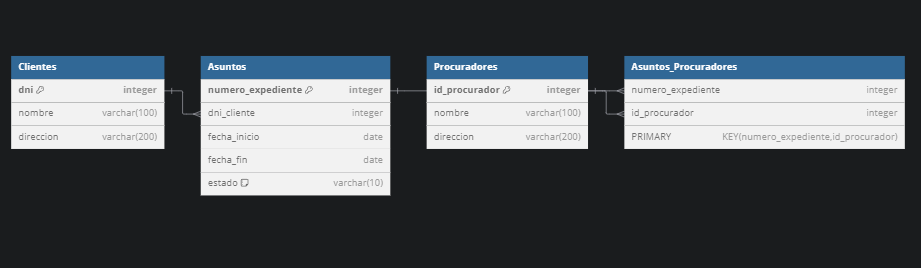 Clientes
dni integer
nombre varchar(100)
direccion varchar(200)
Asuntos
numero_expediente integer
dni_cliente integer
fecha_inicio date
fecha_fin date
estado varchar(10)
Procuradores
id_procurador integer
nombre varchar(100)
direccion varchar(200)
Asuntos_Procuradores
numero_expediente integer
id_procurador integer
PRIMARY KEY(numero_expediente,id_procurador)